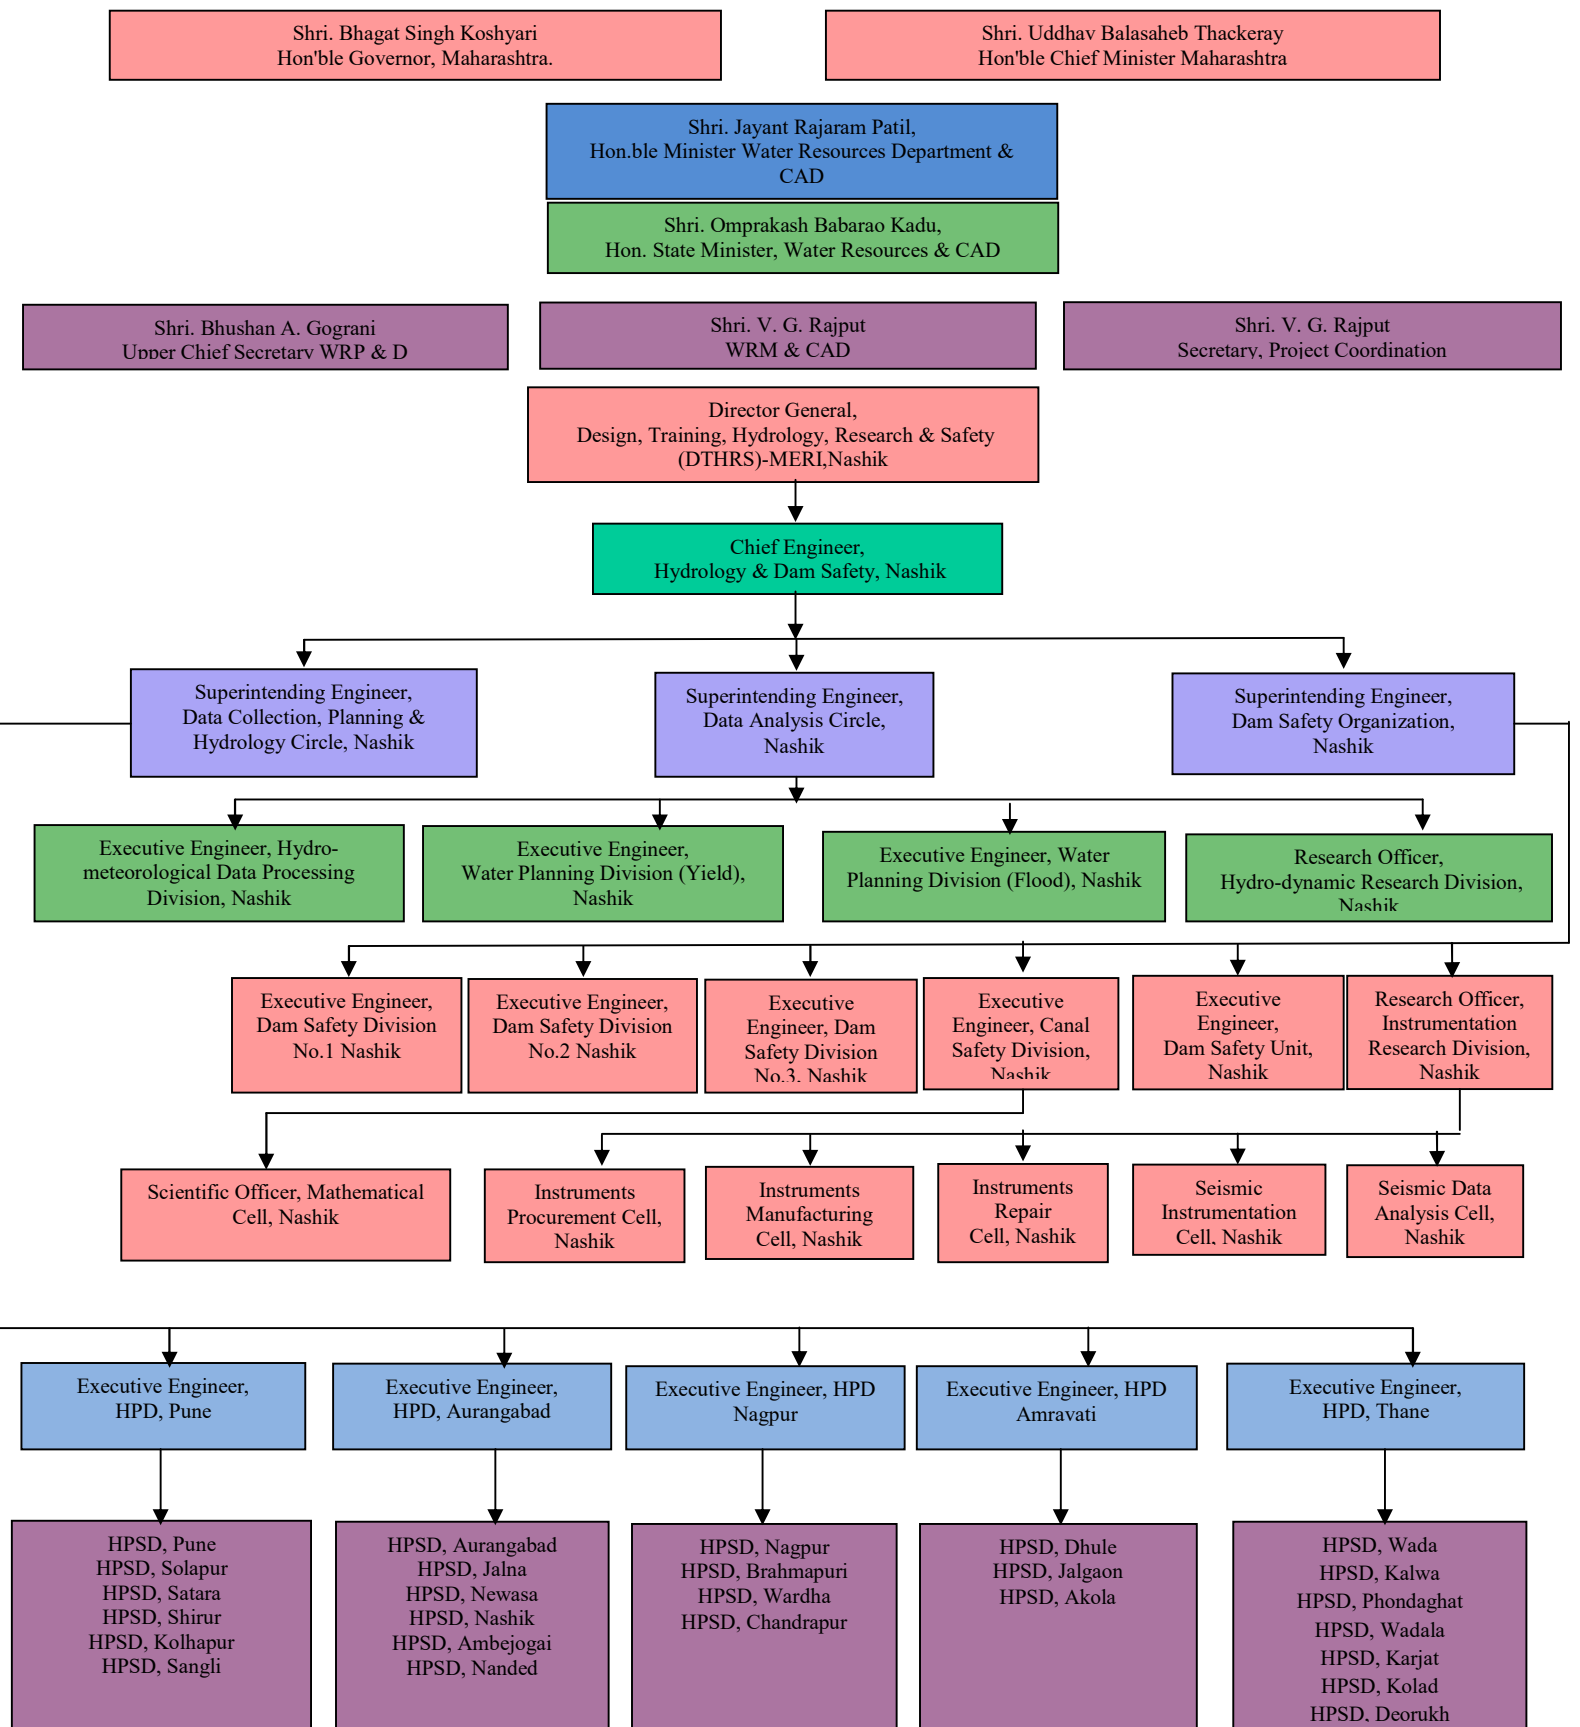 Shri. Bhagat Singh Koshyari
Hon'ble Governor, Maharashtra.
Shri. Uddhav Balasaheb Thackeray
Hon'ble Chief Minister Maharashtra
Shri. Jayant Rajaram Patil,
Hon.ble Minister Water Resources Department &
CAD
Shri. Omprakash Babarao Kadu,
Hon. State Minister, Water Resources & CAD
Shri. Bhushan A. Gograni
Upper Chief Secretary WRP & D
Shri. V. G. Rajput
WRM & CAD
Shri. V. G. Rajput
Secretary, Project Coordination
Director General,
Design, Training, Hydrology, Research & Safety
(DTHRS)-MERI,Nashik
Chief Engineer,
Hydrology & Dam Safety, Nashik
Superintending Engineer,
Data Collection, Planning &
Hydrology Circle, Nashik
Superintending Engineer,
Data Analysis Circle,
Nashik
Superintending Engineer,
Dam Safety Organization,
Nashik
Executive Engineer, Hydro-
meteorological Data Processing
Division, Nashik
Executive Engineer,
Water Planning Division (Yield),
Nashik
Executive Engineer, Water
Planning Division (Flood), Nashik
Research Officer,
Hydro-dynamic Research Division,
Nashik
Executive Engineer,
Dam Safety Division
No.1 Nashik
Executive Engineer,
Dam Safety Division
No.2 Nashik
Executive
Engineer, Dam
Safety Division
No.3, Nashik
Executive
Engineer, Canal
Safety Division,
Nashik
Executive
Engineer,
Dam Safety Unit,
Nashik
Research Officer,
Instrumentation
Research Division,
Nashik
Scientific Officer, Mathematical
Cell, Nashik
Instruments
Procurement Cell,
Nashik
Instruments
Manufacturing
Cell, Nashik
Instruments
Repair
Cell, Nashik
Seismic
Instrumentation
Cell, Nashik
Seismic Data
Analysis Cell,
Nashik
Executive Engineer,
HPD, Pune
Executive Engineer,
HPD, Aurangabad
Executive Engineer, HPD
Nagpur
Executive Engineer, HPD
Amravati
Executive Engineer,
HPD, Thane
HPSD, Pune
HPSD, Solapur
HPSD, Satara
HPSD, Shirur
HPSD, Kolhapur
HPSD, Sangli
HPSD, Aurangabad
HPSD, Jalna
HPSD, Newasa
HPSD, Nashik
HPSD, Ambejogai
HPSD, Nanded
HPSD, Nagpur
HPSD, Brahmapuri
HPSD, Wardha
HPSD, Chandrapur
HPSD, Dhule
HPSD, Jalgaon
HPSD, Akola
HPSD, Wada
HPSD, Kalwa
HPSD, Phondaghat
HPSD, Wadala
HPSD, Karjat
HPSD, Kolad
HPSD, Deorukh